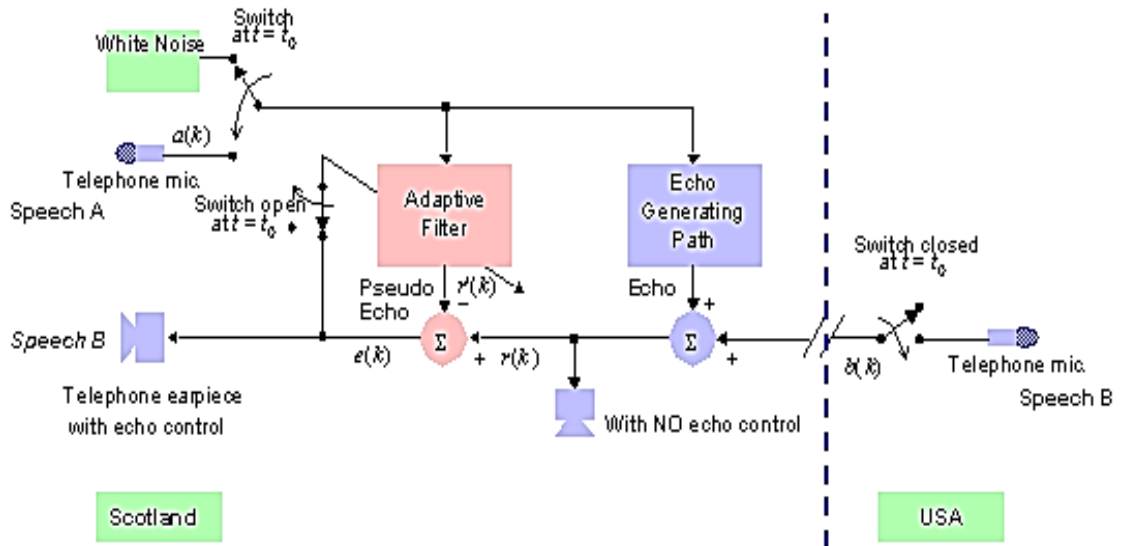 Switch
at t = t0
White Noise
a(k)
Telephone mic.
Speech A
Switch open
at t = t0
Adaptive
Filter
Echo
Generating
Path
Switch closed
at t = t0
Pseudo
Echo
r'(k)
−
Echo
+
Speech B
Σ
e(k)
+
r(k)
Σ
+
b(k)
Telephone mic.
Speech B
Telephone earpiece
with echo control
With NO echo control
Scotland
USA